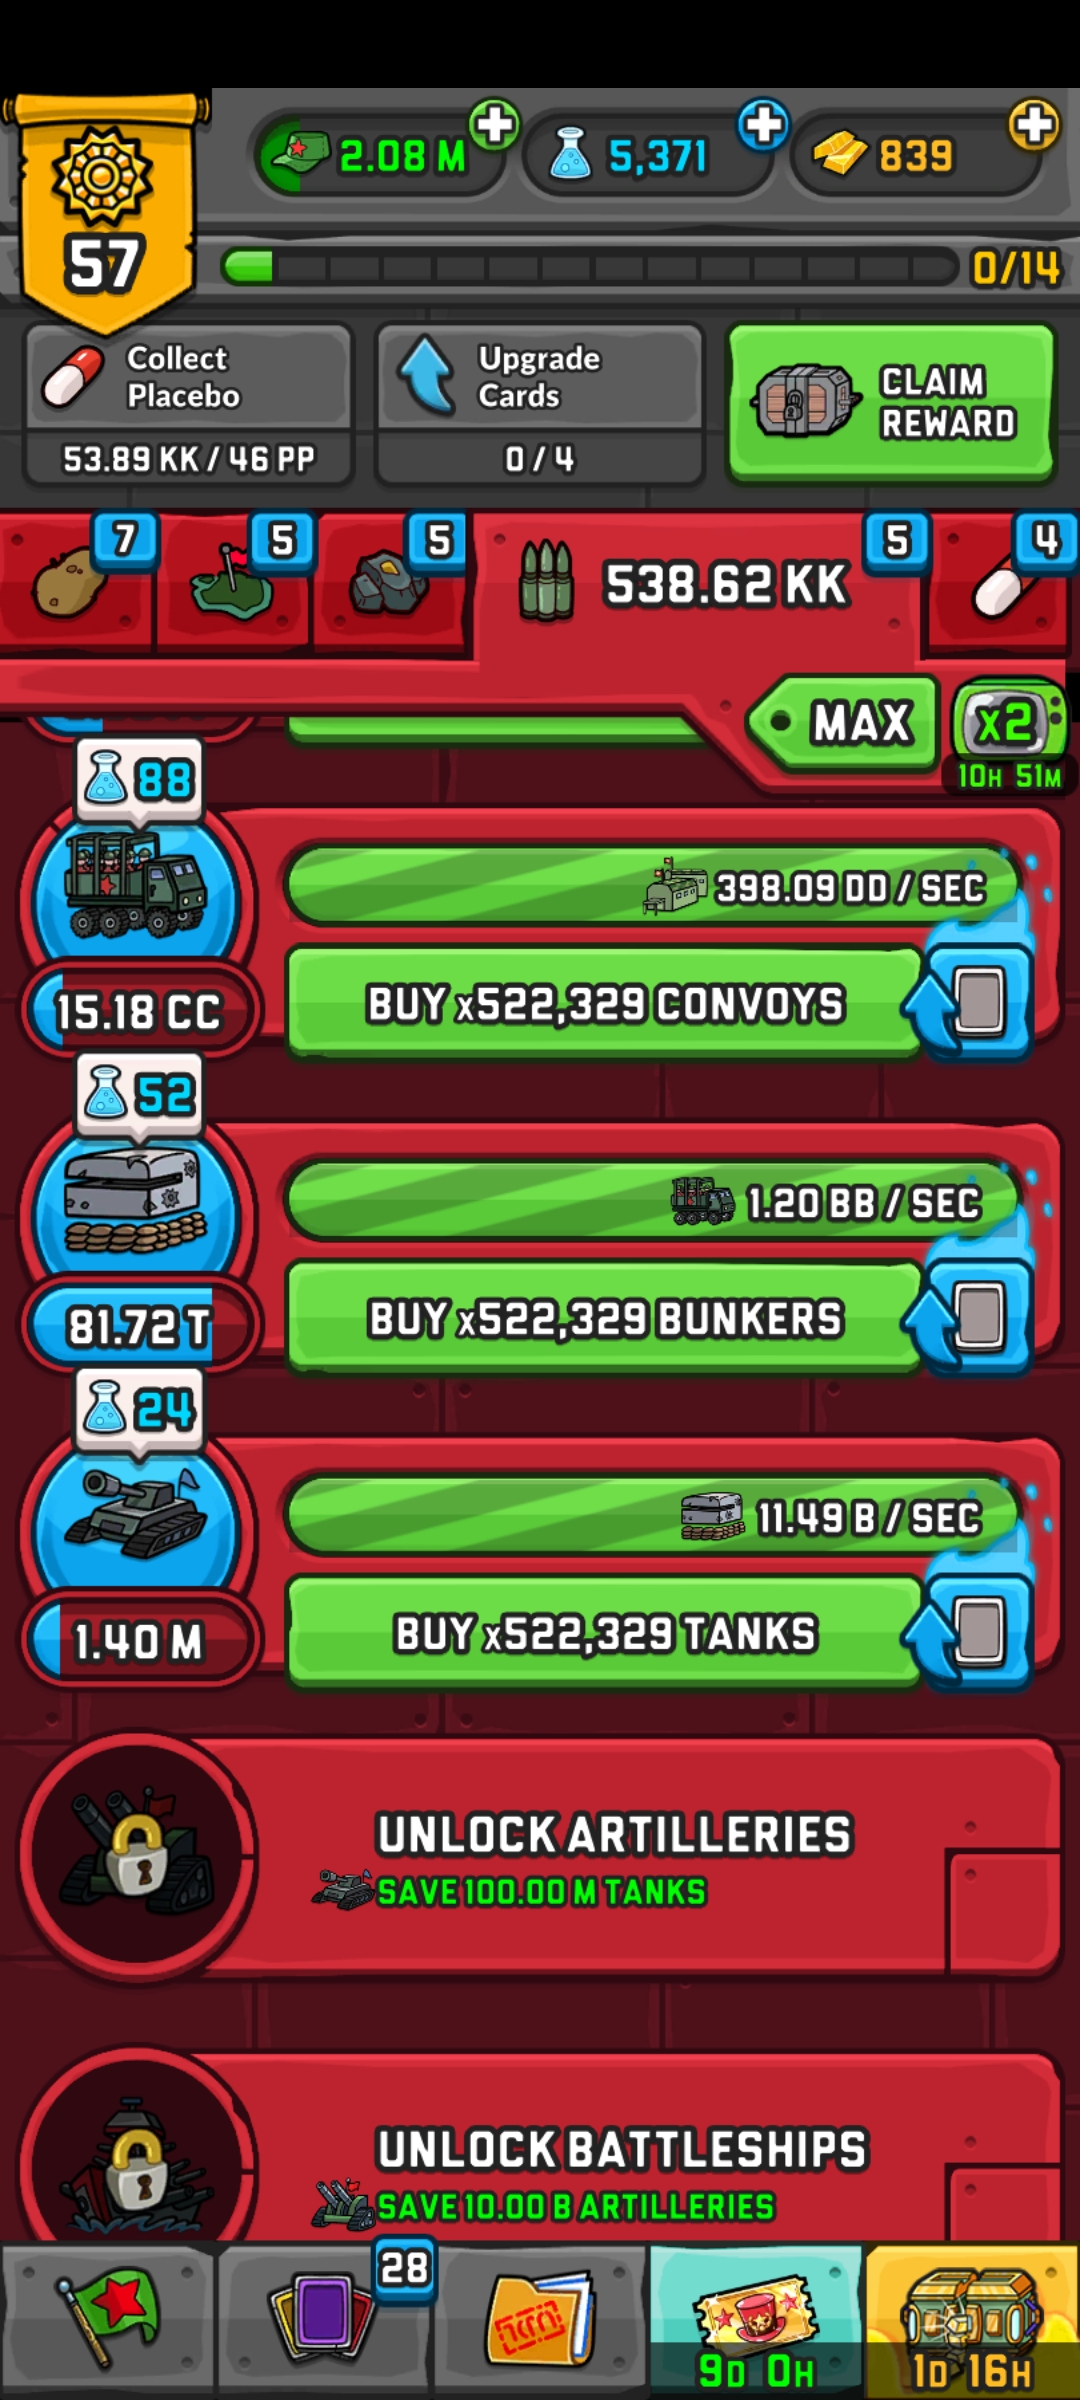 2.08 M
5,371
839
57
0/14
Collect
Placebo
53.89 KK / 46 PP
Upgrade
Cards
0 / 4
CLAIM
REWARD
7
5
5
538.62 KK
5
4
MAX
X2
10H 51M
88
398.09 DD / SEC
15.18 CC
BUY x522,329 CONVOYS
52
1.20 BB / SEC
81.72 T
BUY x522,329 BUNKERS
24
11.49 B / SEC
1.40 M
BUY x522,329 TANKS
UNLOCK ARTILLERIES
SAVE 100.00 M TANKS
UNLOCK BATTLESHIPS
SAVE 10.00 B ARTILLERIES
28
9D 0H
1D 16H